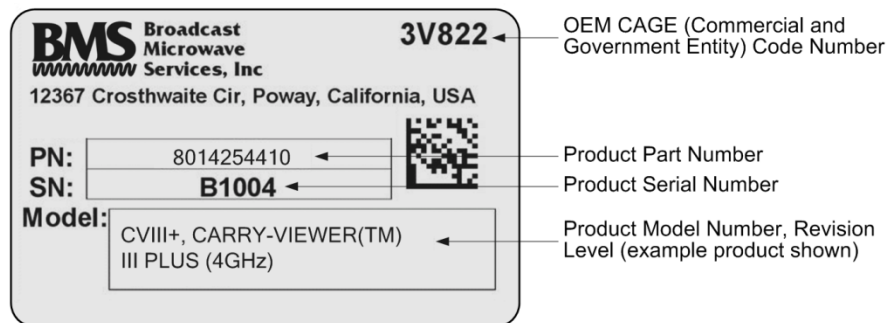 BMS Broadcast
Microwave
Services, Inc
3V822
OEM CAGE (Commercial and
Government Entity) Code Number
12367 Crosthwaite Cir, Poway, California, USA
PN: 8014254410
Product Part Number
SN: B1004
Product Serial Number
Model:
CVIII+, CARRY-VIEWER(TM)
III PLUS (4GHz)
Product Model Number, Revision
Level (example product shown)